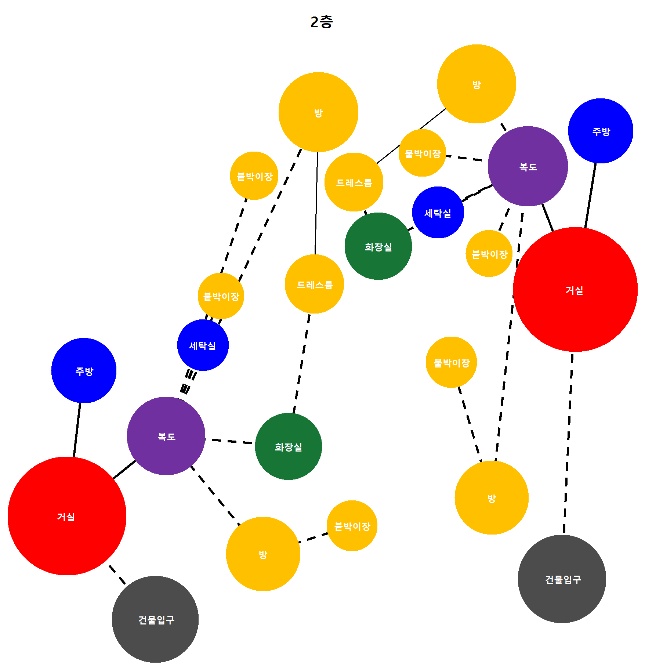 2층
방
방
주방
붙박이장
복도
붙박이장
드레스룸
세탁실
화장실
붙박이장
드레스룸
거실
붙박이장
세탁실
붙박이장
주방
복도
화장실
방
거실
붙박이장
방
건물입구
건물입구